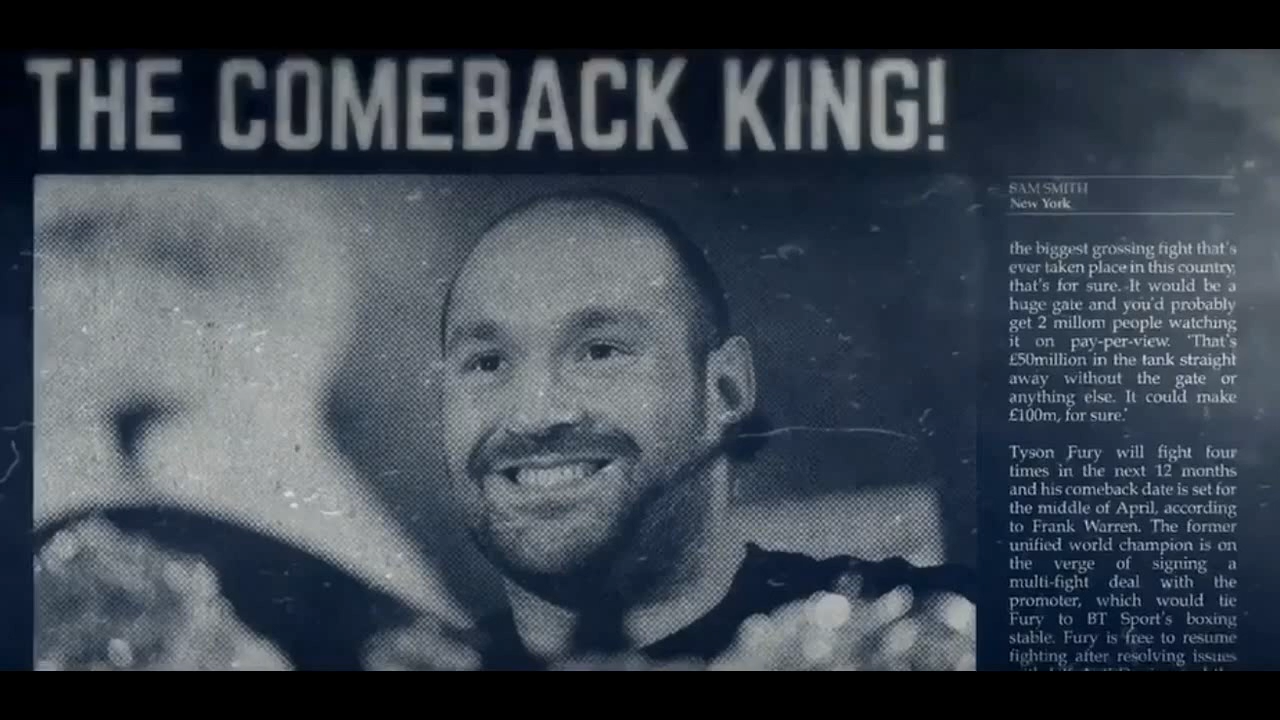 THE COMEBACK KING!
SAM SMITH
New York
the biggest grossing fight that's
ever taken place in this country,
that's for sure. It would be a
huge gate and you'd probably
get 2 millom people watching
it on pay-per-view. 'That's
£50million in the tank straight
away without the gate or
anything else. It could make
£100m, for sure.'
Tyson Fury will fight four
times in the next 12 months
and his comeback date is set for
the middle of April, according
to Frank Warren. The former
unified world champion is on
the verge of signing a
multi-fight deal with the
promoter, which would tie
Fury to BT Sport's boxing
stable. Fury is free to resume
fighting after resolving issues